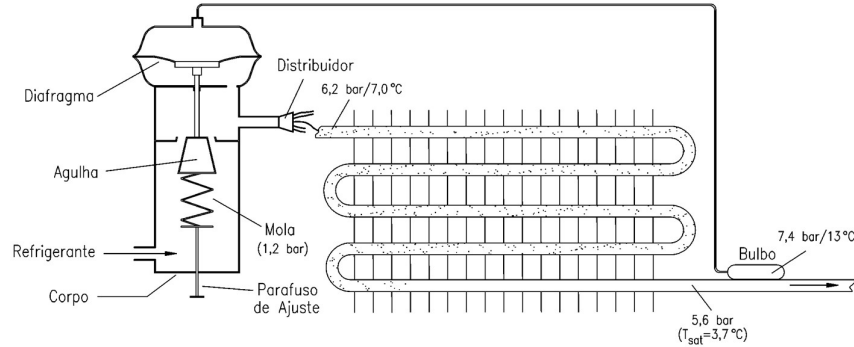 Diafragma
Distribuidor
6,2 bar/7,0°C
Agulha
Mola
(1,2 bar)
Refrigerante
Corpo
Parafuso
de Ajuste
Bulbo
7,4 bar/13°C
5,6 bar
(Tsat=3,7°C)